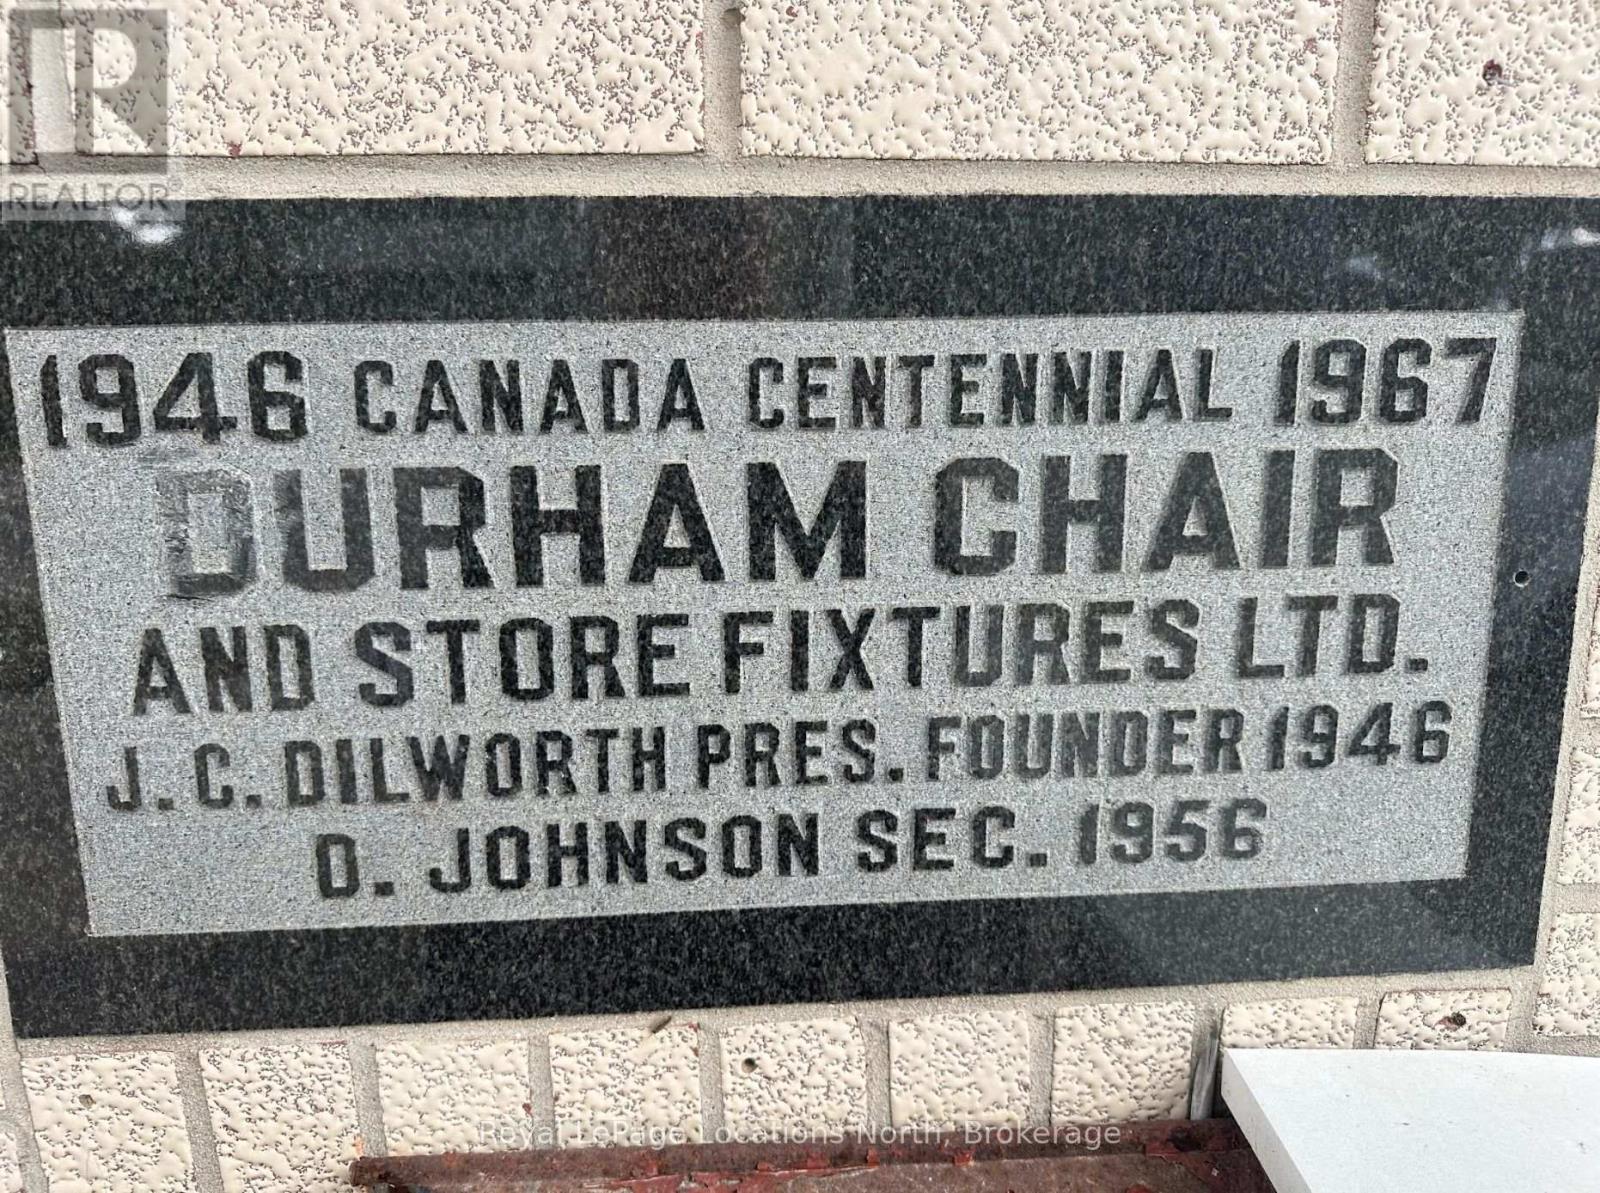 R
REALTOR
1946 CANADA CENTENNIAL 1967
DURHAM CHAIR
AND STORE FIXTURES LTD.
J. C. DILWORTH PRES. FOUNDER 1946
D. JOHNSON SEC. 1956
Royal LePage Locations North, Brokerage